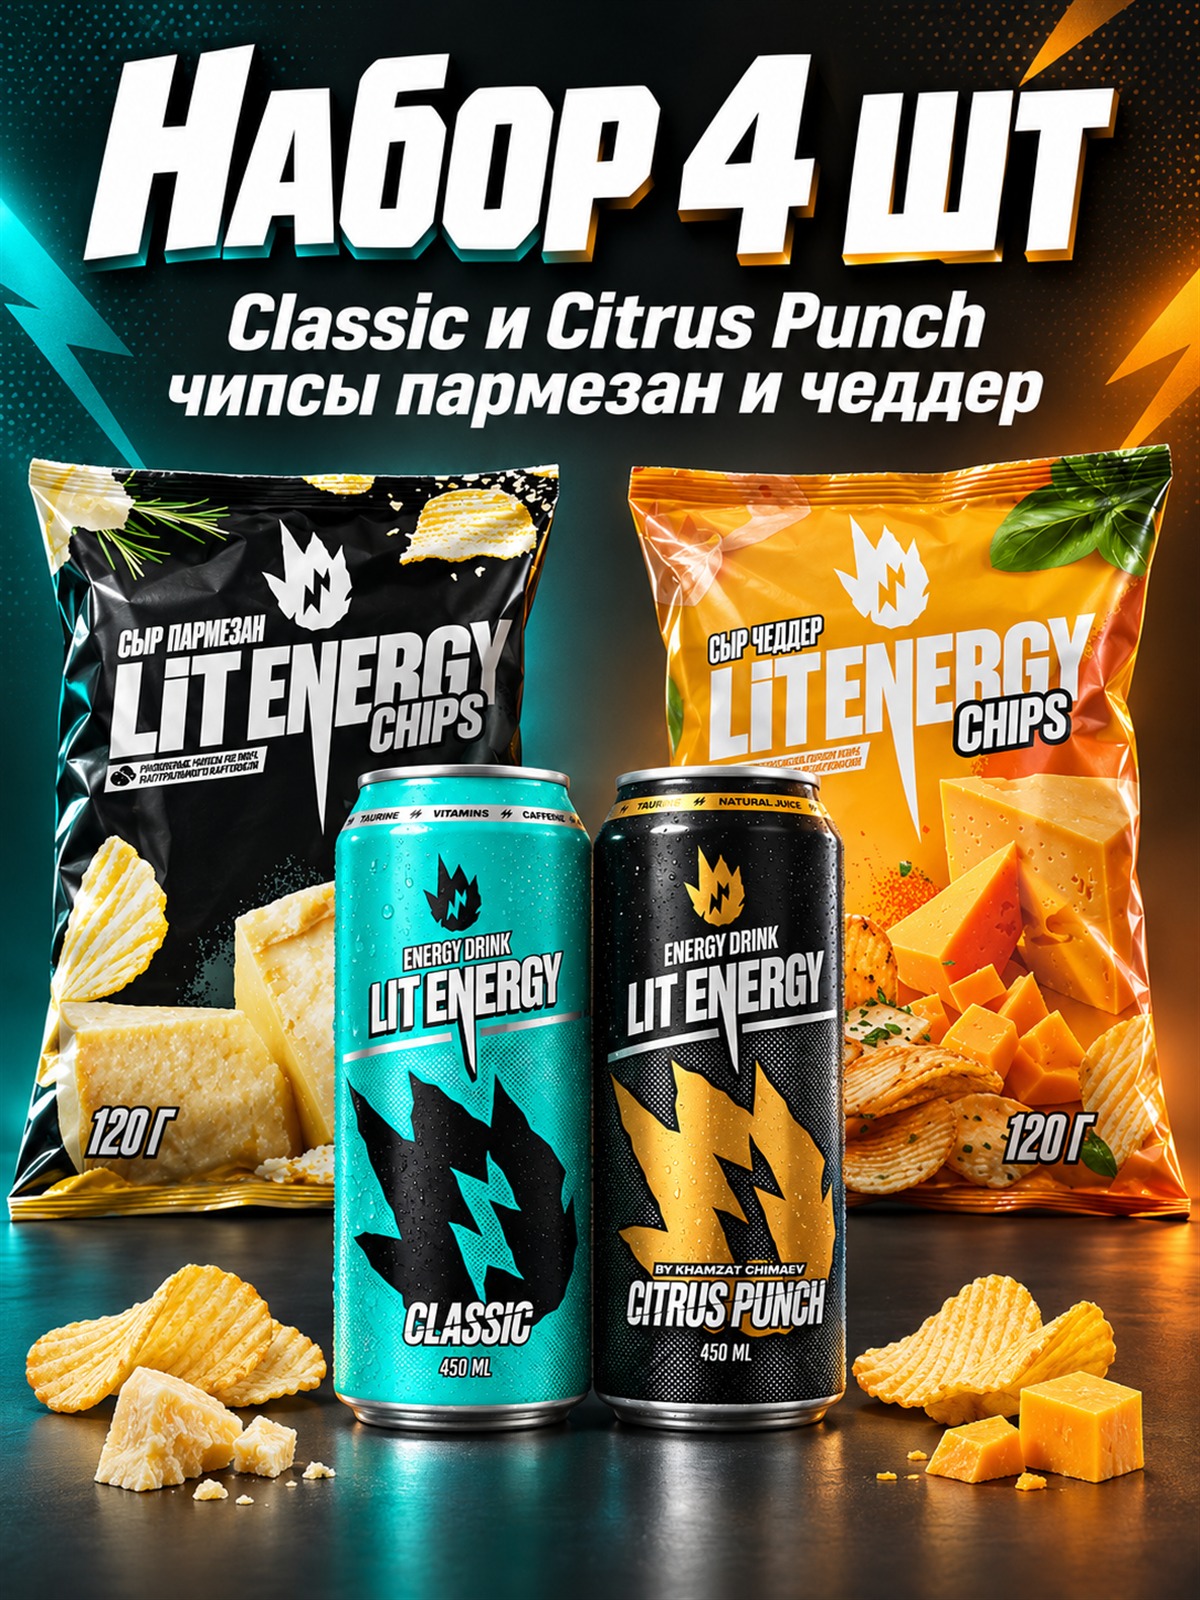 Набор 4 шт
Classic и Citrus Punch
чипсы пармезан и чеддер
СЫР ПАРМЕЗАН
LIT ENERGY
CHIPS
120 Г
СЫР ЧЕДДЕР
LIT ENERGY
CHIPS
120 Г
TAURINE VITAMINS
ENERGY DRINK
LIT ENERGY
CLASSIC
450 ML
TAURINE NATURAL JUICE
ENERGY DRINK
LIT ENERGY
BY KHAMZAT CHIMAEV
CITRUS PUNCH
450 ML